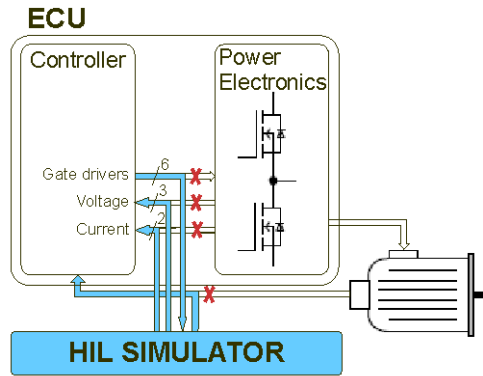 ECU
Controller
Power
Electronics
Gate drivers
6
Voltage
3
Current
2
HIL SIMULATOR